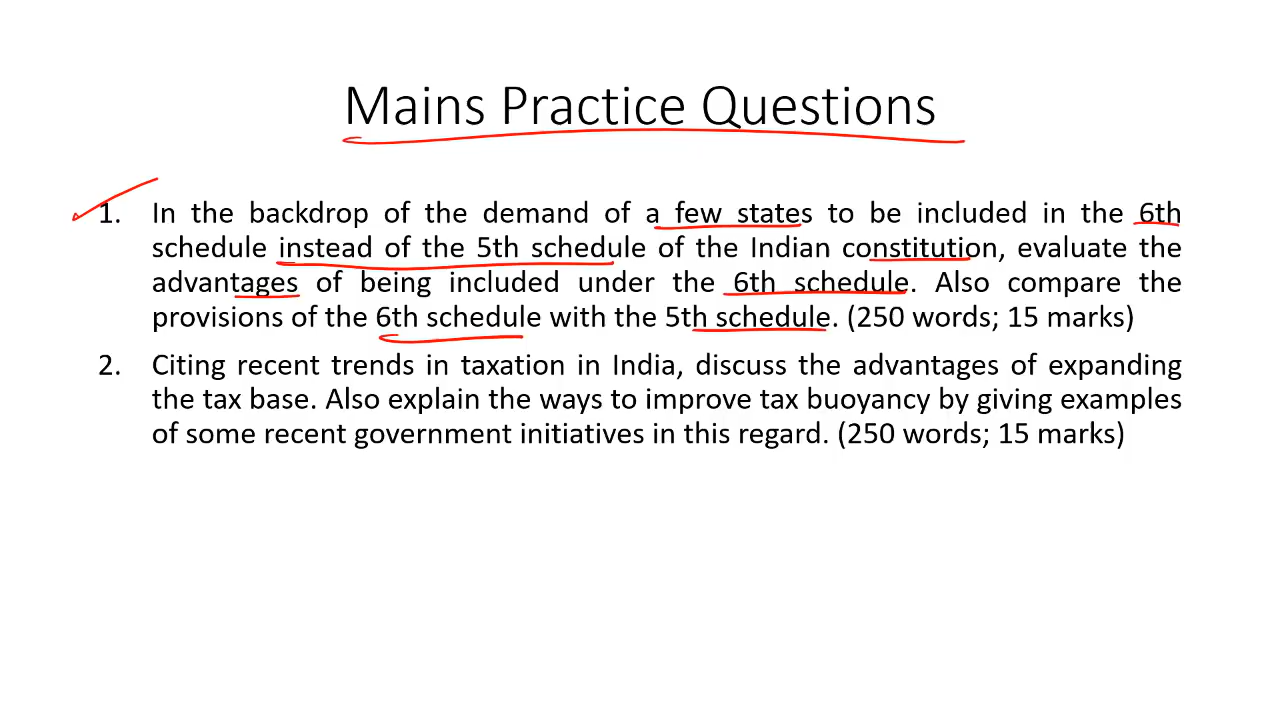 Mains Practice Questions
1. In the backdrop of the demand of a few states to be included in the 6th
schedule instead of the 5th schedule of the Indian constitution, evaluate the
advantages of being included under the 6th schedule. Also compare the
provisions of the 6th schedule with the 5th schedule. (250 words; 15 marks)
2. Citing recent trends in taxation in India, discuss the advantages of expanding
the tax base. Also explain the ways to improve tax buoyancy by giving examples
of some recent government initiatives in this regard. (250 words; 15 marks)